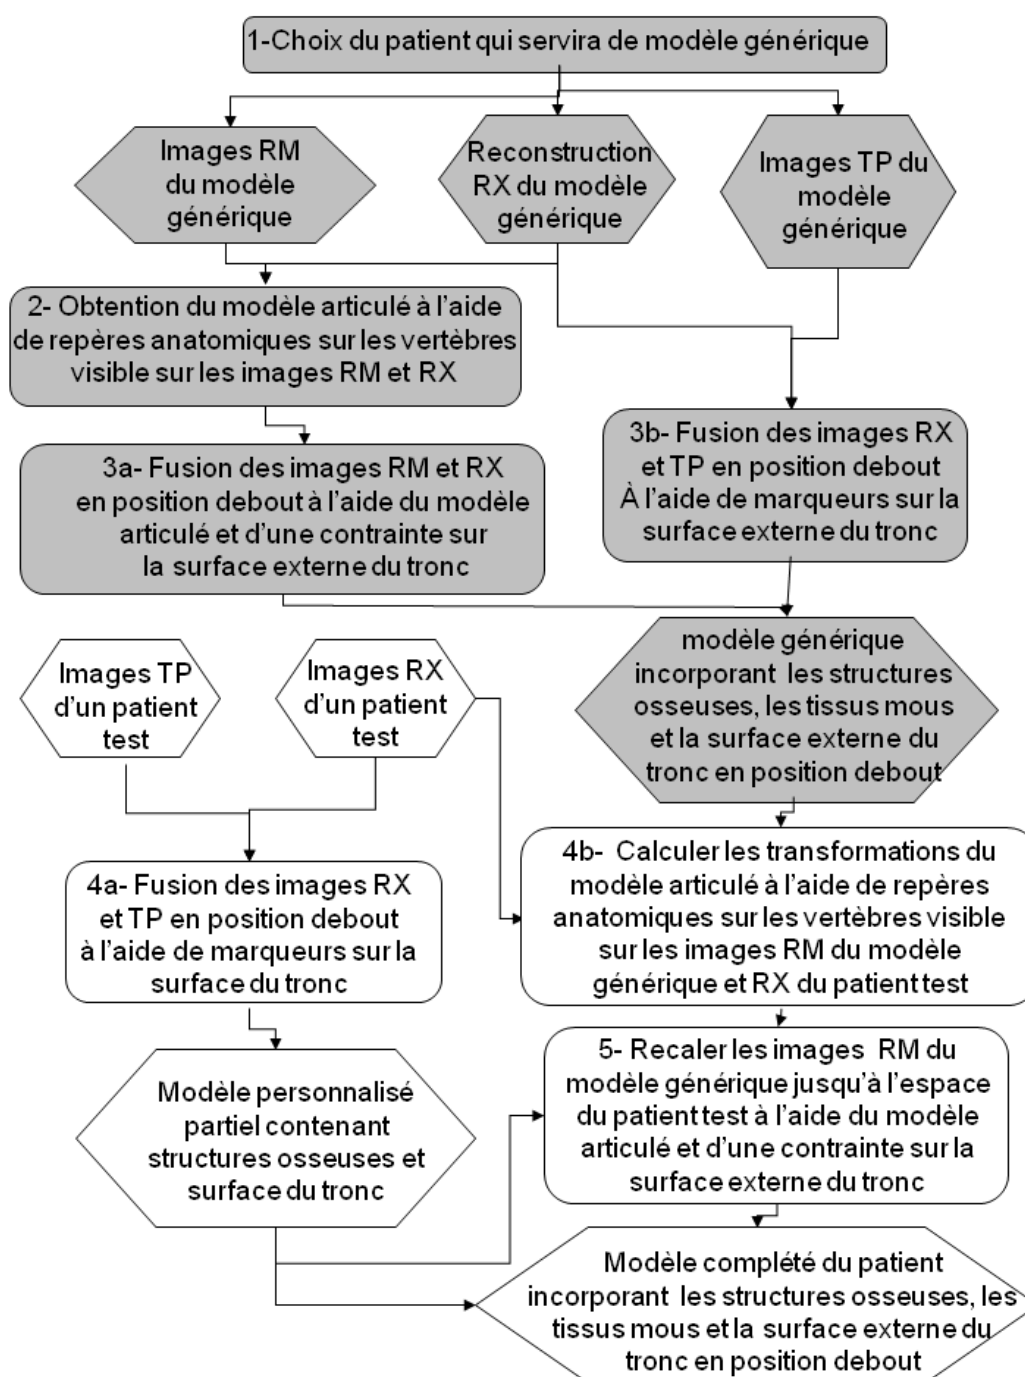 1-Choix du patient qui servira de modèle générique
Images RM
du modèle
générique
Reconstruction
RX du modèle
générique
Images TP du
modèle
générique
2- Obtention du modèle articulé à l'aide
de repères anatomiques sur les vertèbres
visible sur les images RM et RX
3a- Fusion des images RM et RX
en position debout à l'aide du modèle
articulé et d'une contrainte sur
la surface externe du tronc
3b- Fusion des images RX
et TP en position debout
À l'aide de marqueurs sur la
surface externe du tronc
modèle générique
incorporant les structures
osseuses, les tissus mous
et la surface externe du
tronc en position debout
Images TP
d'un patient
test
Images RX
d'un patient
test
4a- Fusion des images RX
et TP en position debout
à l'aide de marqueurs sur la
surface du tronc
4b- Calculer les transformations du
modèle articulé à l'aide de repères
anatomiques sur les vertèbres visible
sur les images RM du modèle
générique et RX du patient test
Modèle personnalisé
partiel contenant
structures osseuses et
surface du tronc
5- Recaler les images RM du
modèle générique jusqu'à l'espace
du patient test à l'aide du modèle
articulé et d'une contrainte sur la
surface externe du tronc
Modèle complété du patient
incorporant les structures osseuses, les
tissus mous et la surface externe du
tronc en position debout